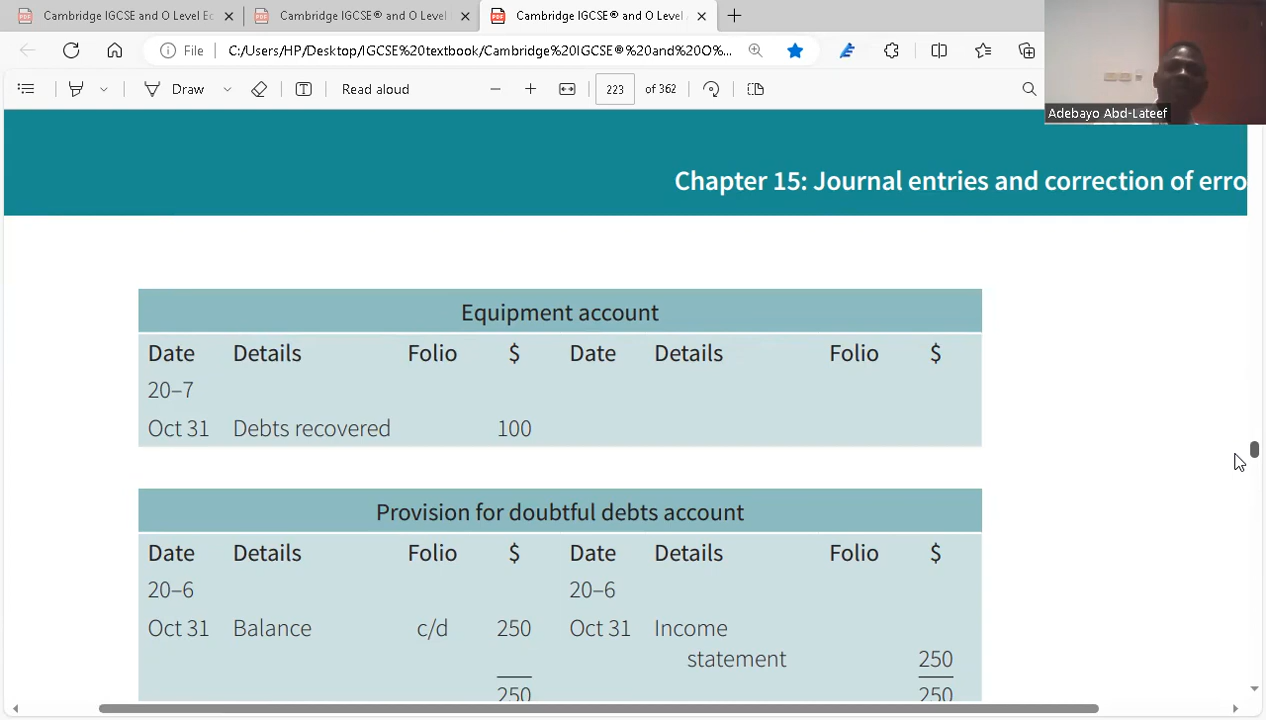 Cambridge IGCSE and O Level Ec
Cambridge IGCSE® and O Level
Cambridge IGCSE® and O Level
File
C:/Users/HP/Desktop/IGCSE%20textbook/Cambridge%20IGCSE®%20and%20O%...
Draw
Read aloud
223
of 362
Adebayo Abd-Lateef
Chapter 15: Journal entries and correction of erro
Equipment account
Date Details Folio $ Date Details Folio $
20–7
Oct 31 Debts recovered 100
Provision for doubtful debts account
Date Details Folio $ Date Details Folio $
20–6 20–6
Oct 31 Balance c/d 250 Oct 31 Income
statement 250
250 250